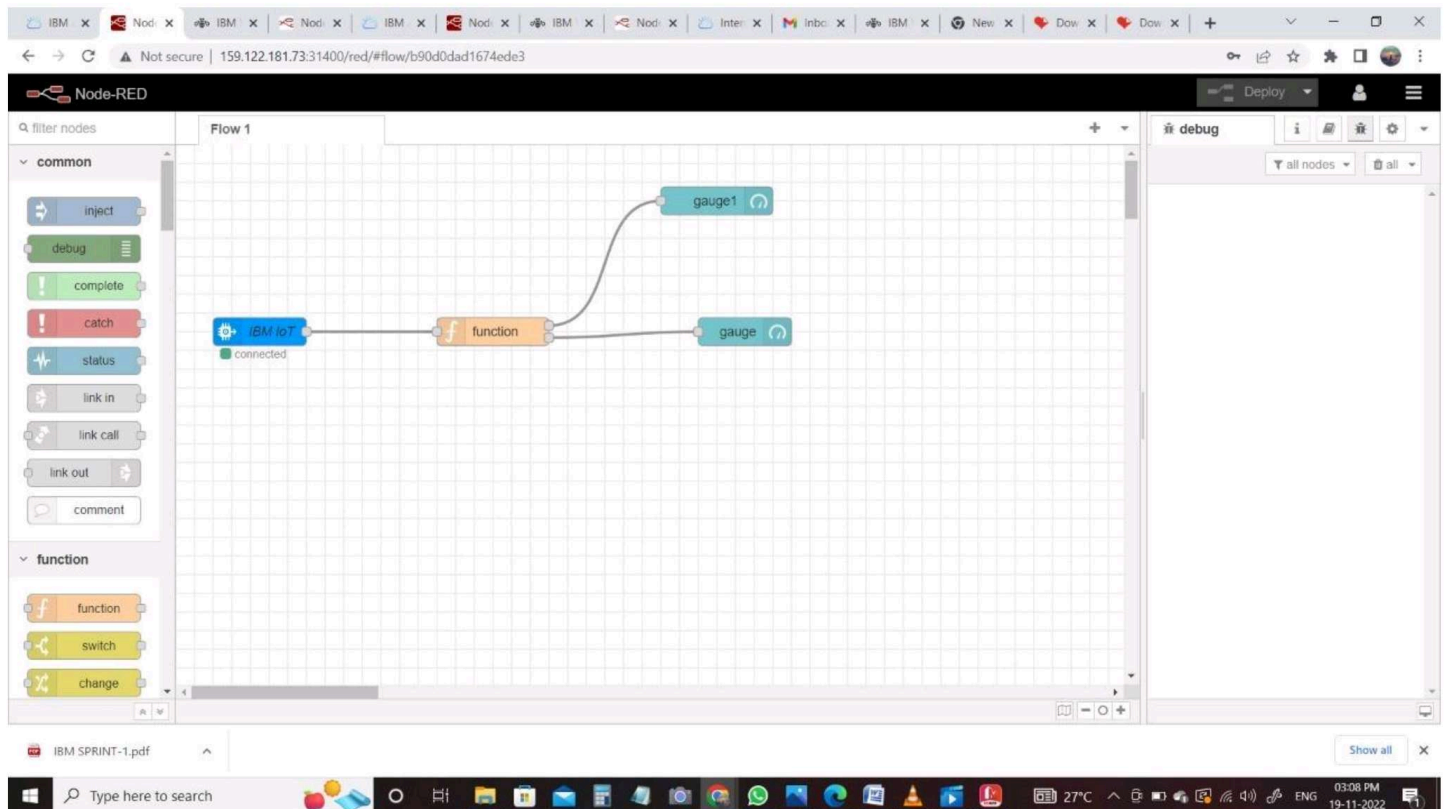 IBM
Nod
IBM
Nod
IBM
Nod
IBM
Nod
Inter
Inbo
IBM
New
Dow
Dow
Not secure | 159.122.181.73:31400/red/#flow/b90d0dad1674ede3
Node-RED
Deploy
filter nodes
Flow 1
debug
i
all nodes
all
common
inject
debug
complete
catch
status
link in
link call
link out
comment
function
function
switch
change
gauge1
IBM IoT
connected
function
gauge
IBM SPRINT-1.pdf
Show all
Type here to search
27°C
ENG
03:08 PM
19-11-2022